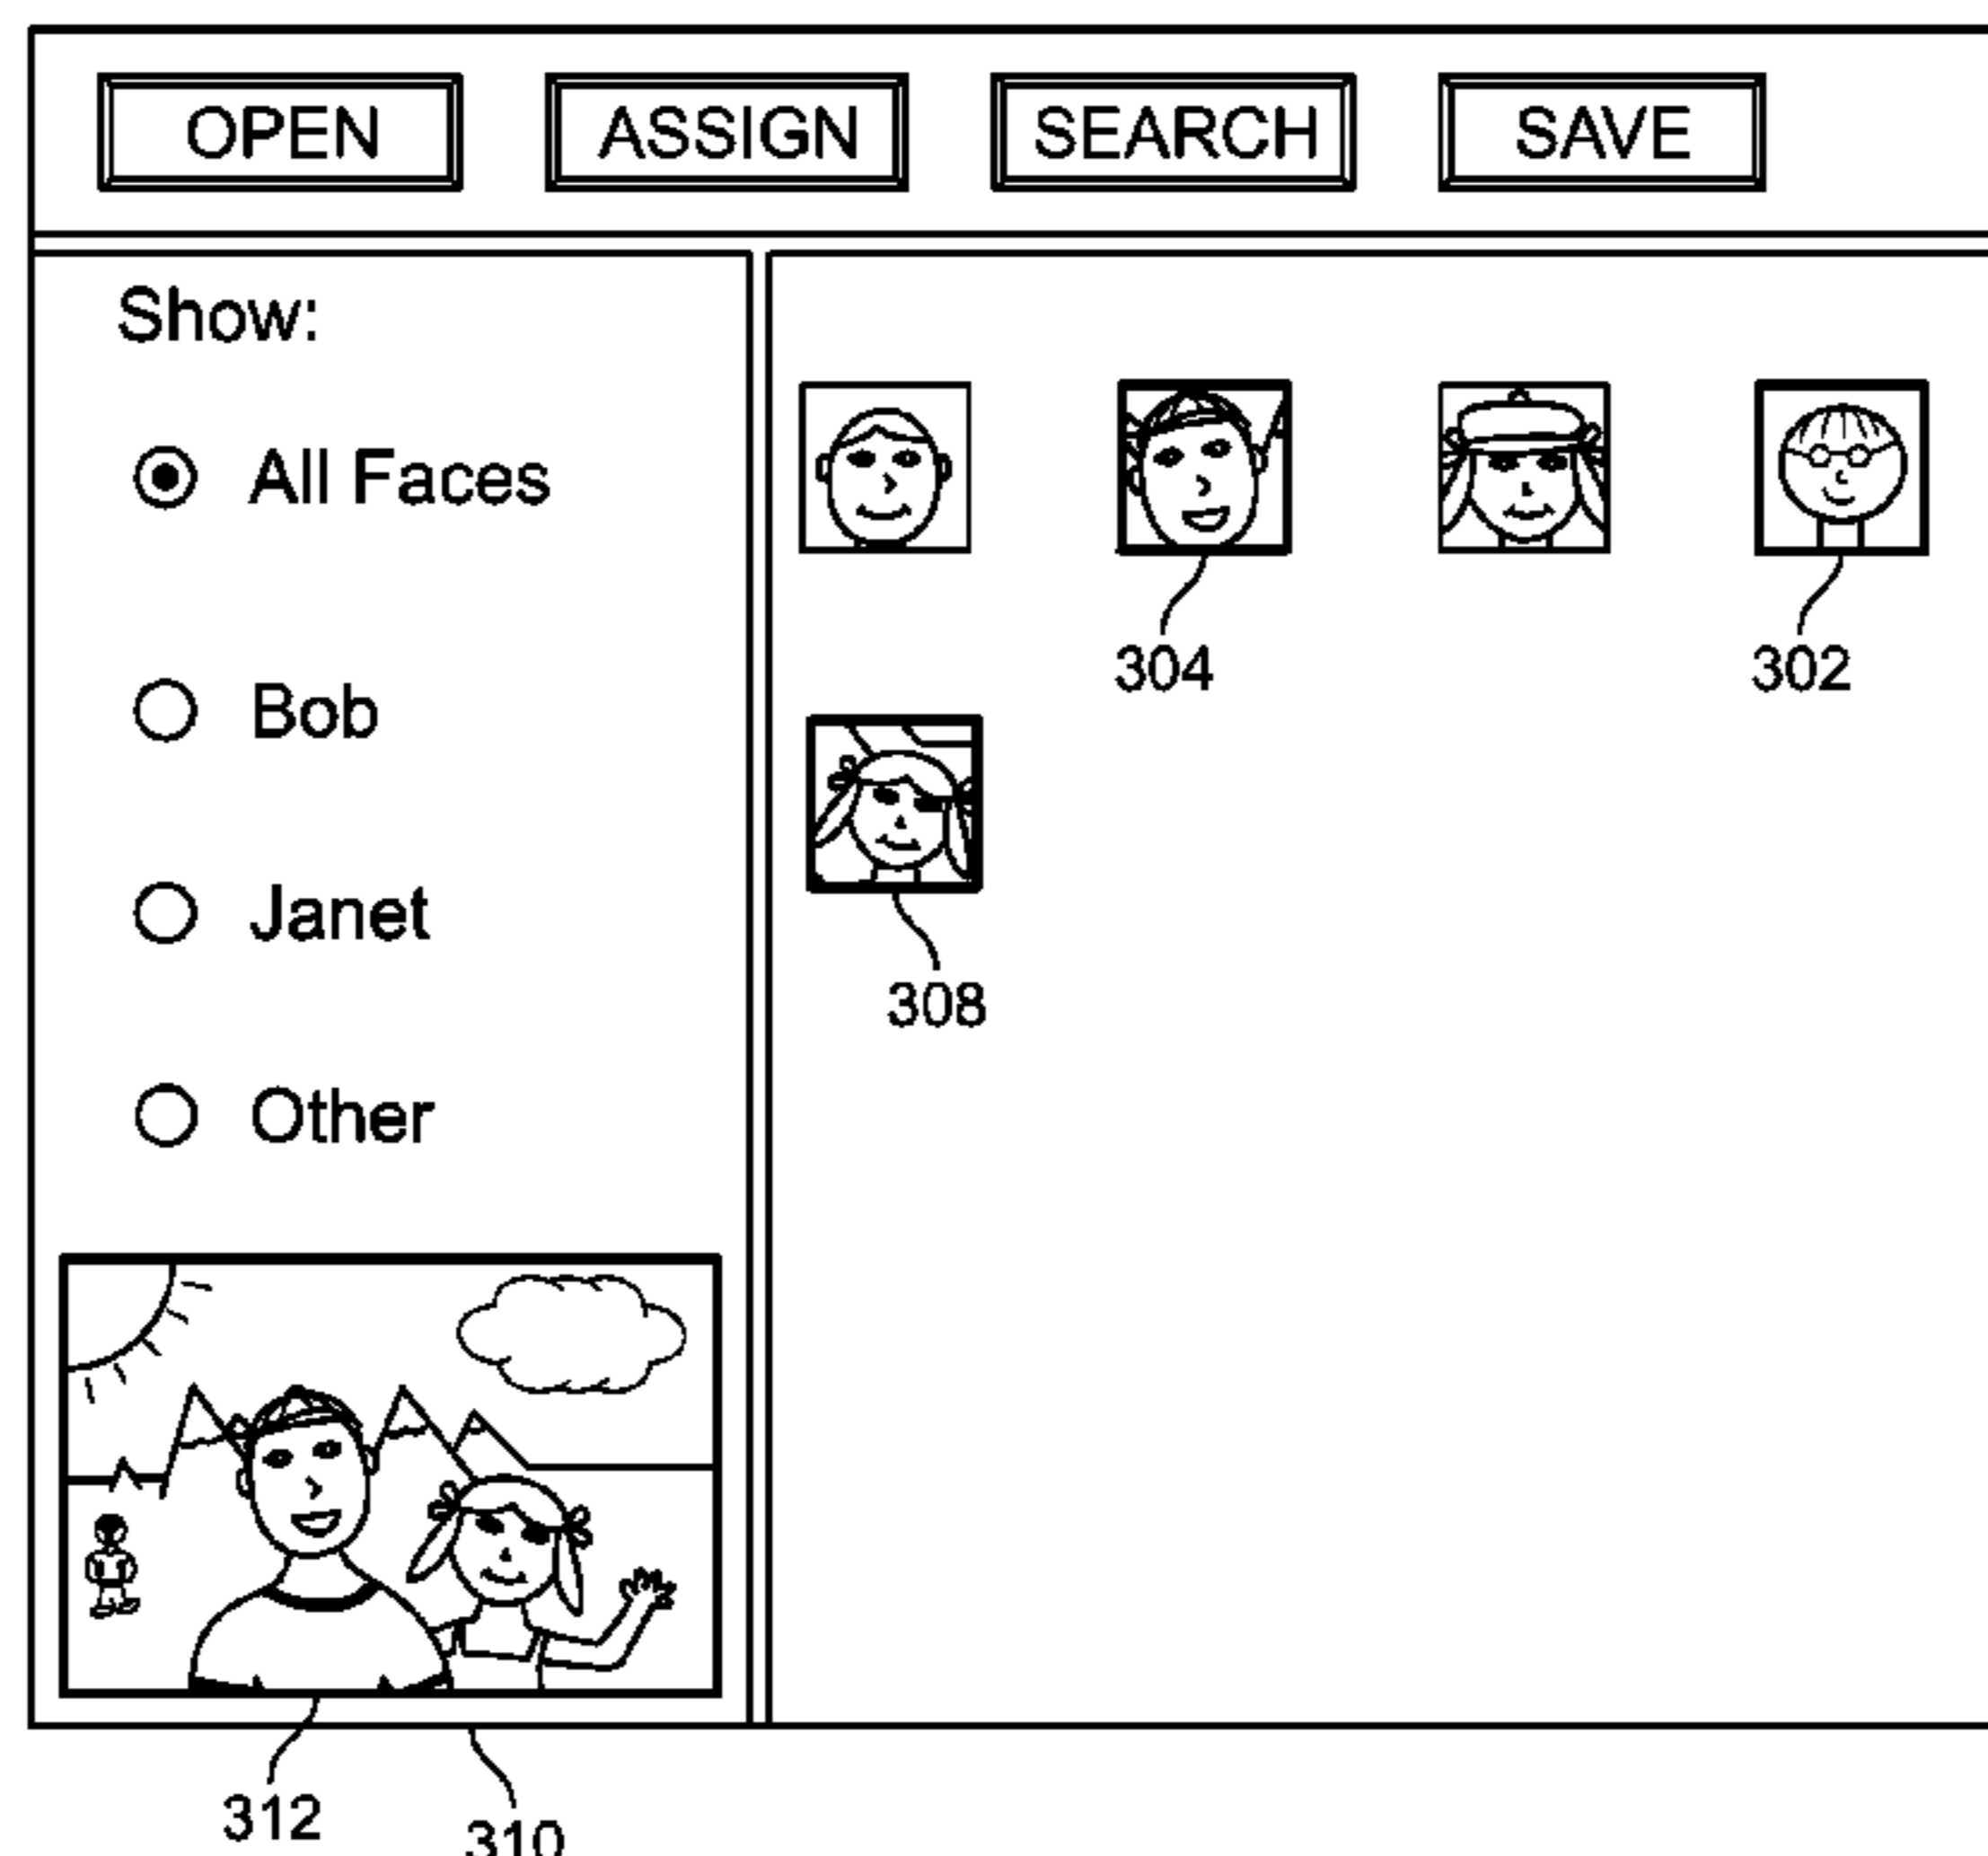 OPEN ASSIGN SEARCH SAVE
Show:
All Faces
Bob
Janet
Other
304
302
308
312
310